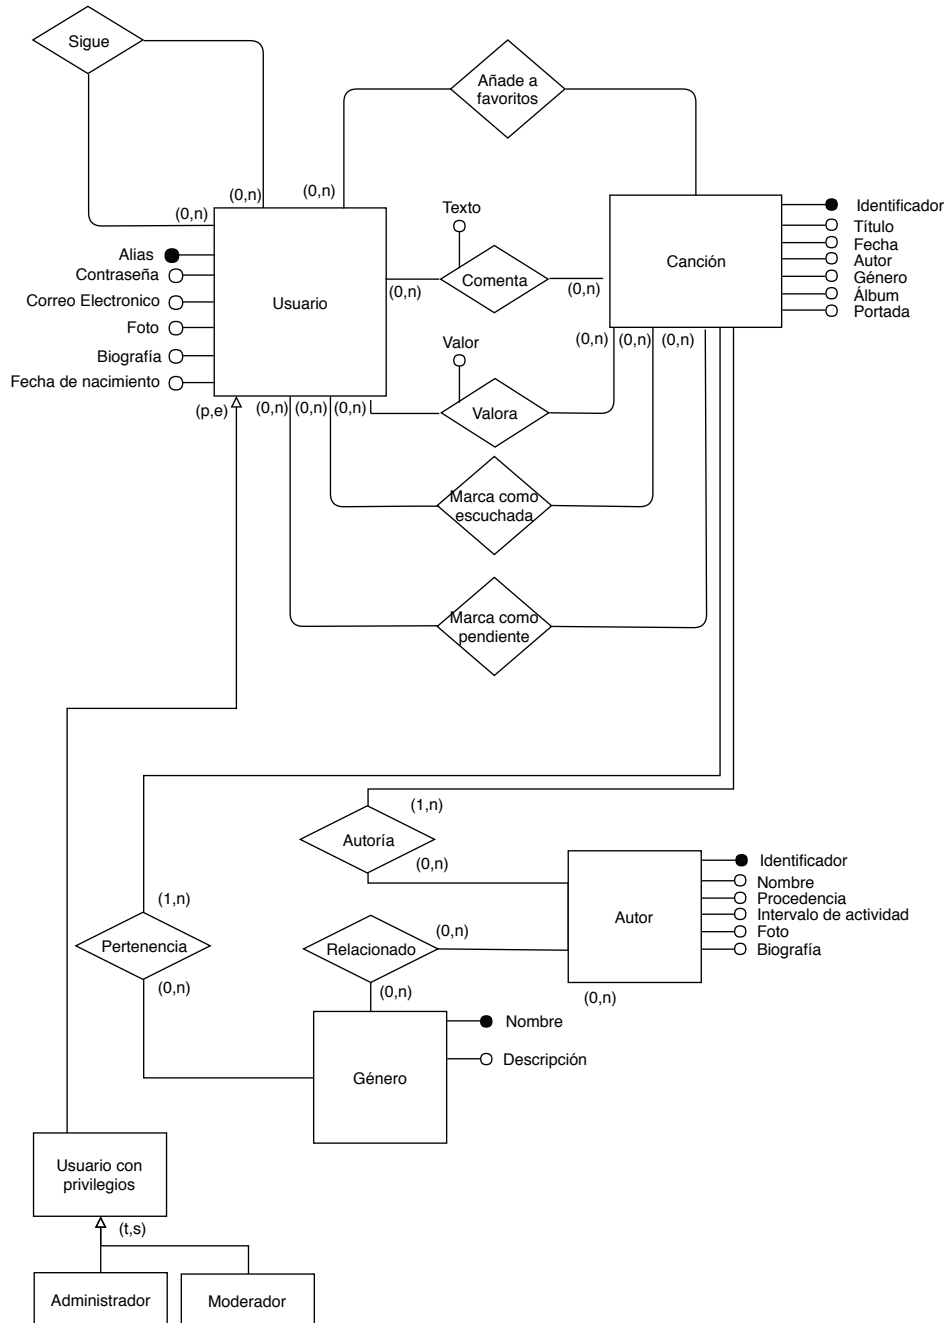 Sigue
Añade a
favoritos
(0,n)
(0,n)
(0,n)
Texto
Identificador
Título
Fecha
Autor
Género
Álbum
Portada
Canción
Alias
Contraseña
Correo Electronico
Foto
Biografía
Fecha de nacimiento
Usuario
(0,n)
Comenta
(0,n)
Valor
(0,n)
(0,n)
(0,n)
(p,e)
(0,n)
(0,n)
(0,n)
Valora
Marca como
escuchada
Marca como
pendiente
(1,n)
Autoría
(0,n)
Identificador
Nombre
Procedencia
Intervalo de actividad
Foto
Biografía
Autor
(0,n)
(1,n)
Pertenencia
(0,n)
Relacionado
(0,n)
(0,n)
Nombre
Descripción
Género
Usuario con
privilegios
(t,s)
Administrador
Moderador